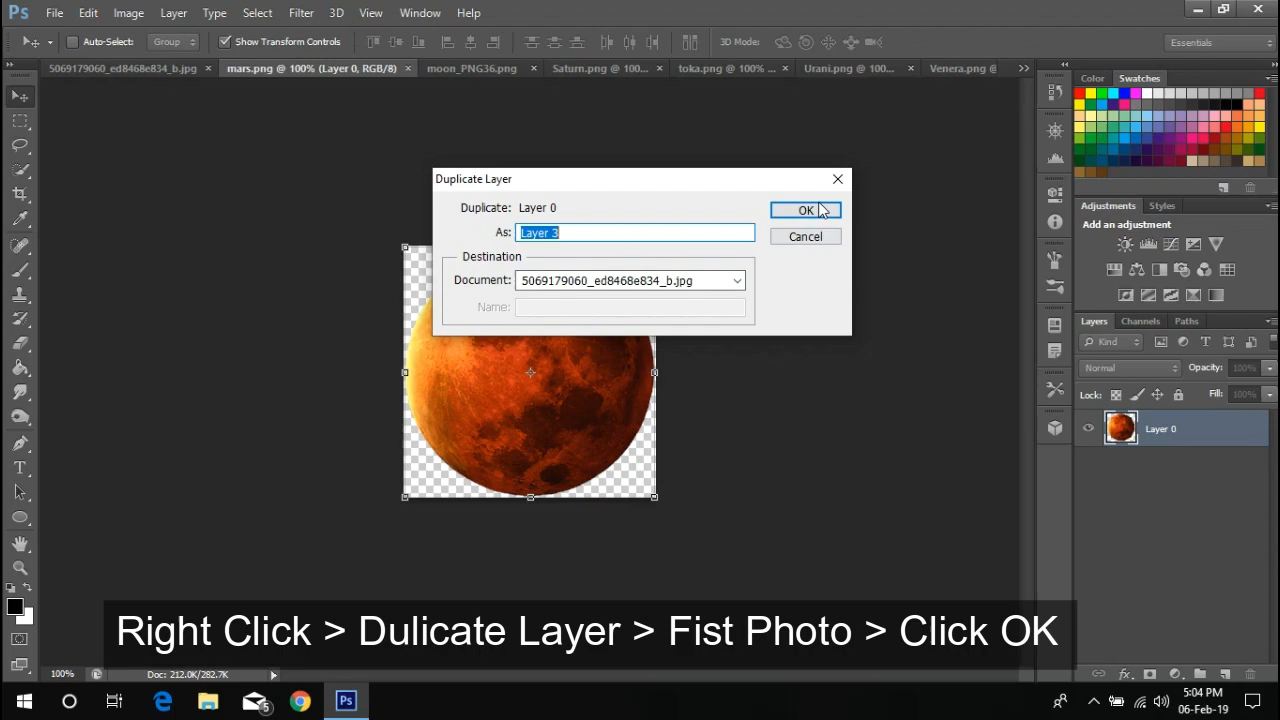 Ps File Edit Image Layer Type Select Filter 3D View Window Help
Auto-Select: Group Show Transform Controls 3D Mode: Essentials
5069179060_ed8468e834_b.jpg × mars.png @ 100% (Layer 0, RGB/8) × moon_PNG36.png × Saturn.png @ 100... × toka.png @ 100% ... × Urani.png @ 100... × Venera.png @
Color Swatches
Duplicate Layer
Duplicate: Layer 0
OK
As: Layer 3
Cancel
Destination
Document: 5069179060_ed8468e834_b.jpg
Name:
Adjustments Styles
Add an adjustment
Layers Channels Paths
Kind
Normal Opacity: 100%
Lock: Fill: 100%
Layer 0
Right Click > Dulicate Layer > Fist Photo > Click OK
100% Doc: 212.0K/282.7K
5
Ps
5:04 PM
06-Feb-19